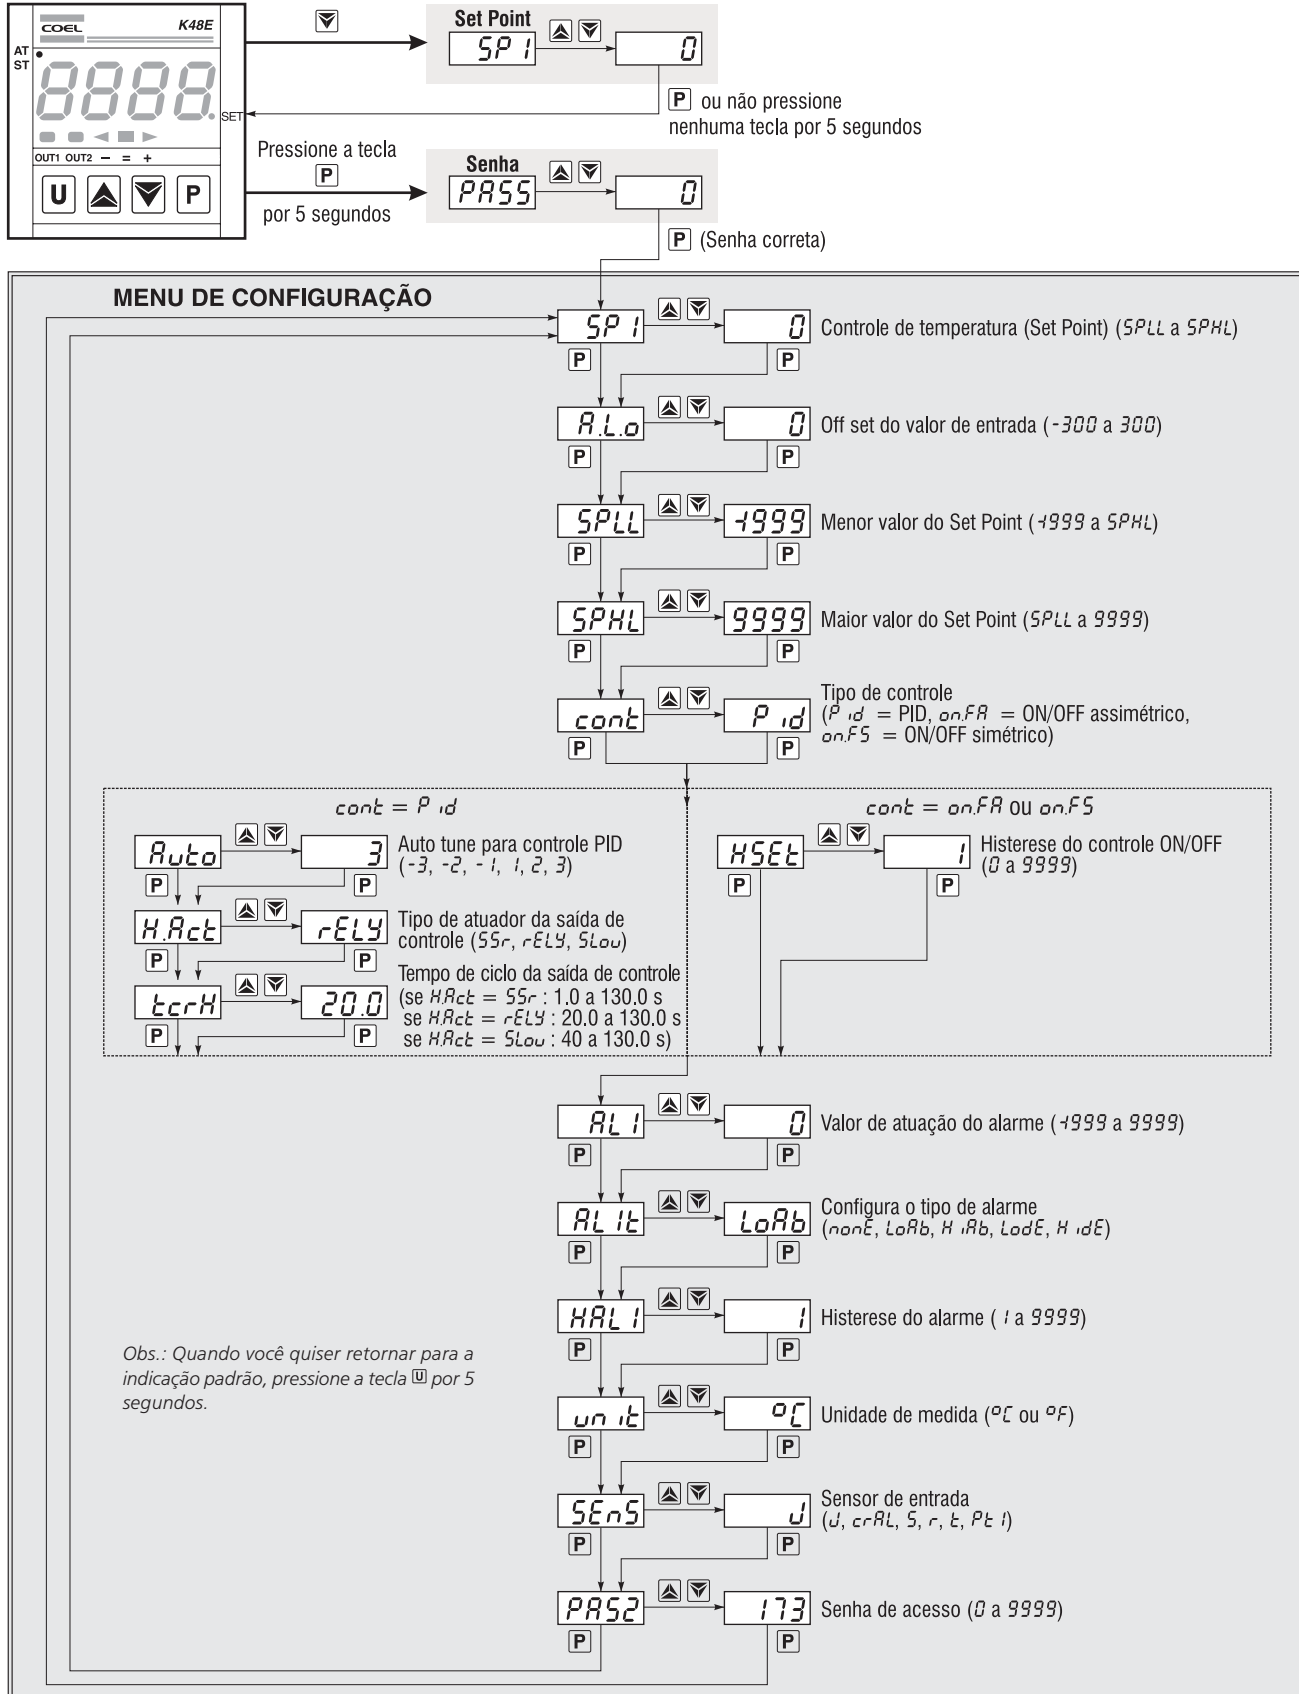 COEL K48E
AT
ST
SET
OUT1 OUT2 − = +
U P
Set Point
SP1 0
P ou não pressione
nenhuma tecla por 5 segundos
Pressione a tecla
P
por 5 segundos
Senha
PASS 0
P (Senha correta)
MENU DE CONFIGURAÇÃO
SP1 0 Controle de temperatura (Set Point) (SPLL a SPHL)
P P
A.L.o 0 Off set do valor de entrada (-300 a 300)
P P
SPLL -1999 Menor valor do Set Point (-1999 a SPHL)
P P
SPHL 9999 Maior valor do Set Point (SPLL a 9999)
P P
cont Pid Tipo de controle
(Pid = PID, on.FA = ON/OFF assimétrico,
on.FS = ON/OFF simétrico)
P P
cont = Pid
Auto 3 Auto tune para controle PID
(-3, -2, -1, 1, 2, 3)
P P
H.Act rELY Tipo de atuador da saída de
controle (SSr, rELY, SLou)
P P
tcrH 20.0 Tempo de ciclo da saída de controle
(se H.Act = SSr : 1.0 a 130.0 s
se H.Act = rELY : 20.0 a 130.0 s
se H.Act = SLou : 40 a 130.0 s)
P P
cont = on.FA ou on.FS
HSEt 1 Histerese do controle ON/OFF
(0 a 9999)
P P
AL1 0 Valor de atuação do alarme (-1999 a 9999)
P P
AL1t LoAb Configura o tipo de alarme
(nonE, LoAb, HiAb, LodE, HidE)
P P
HAL1 1 Histerese do alarme (1 a 9999)
P P
unit °C Unidade de medida (°C ou °F)
P P
SEnS J Sensor de entrada
(J, crAL, S, r, t, Pt1)
P P
PAS2 173 Senha de acesso (0 a 9999)
P P
Obs.: Quando você quiser retornar para a
indicação padrão, pressione a tecla U por 5
segundos.